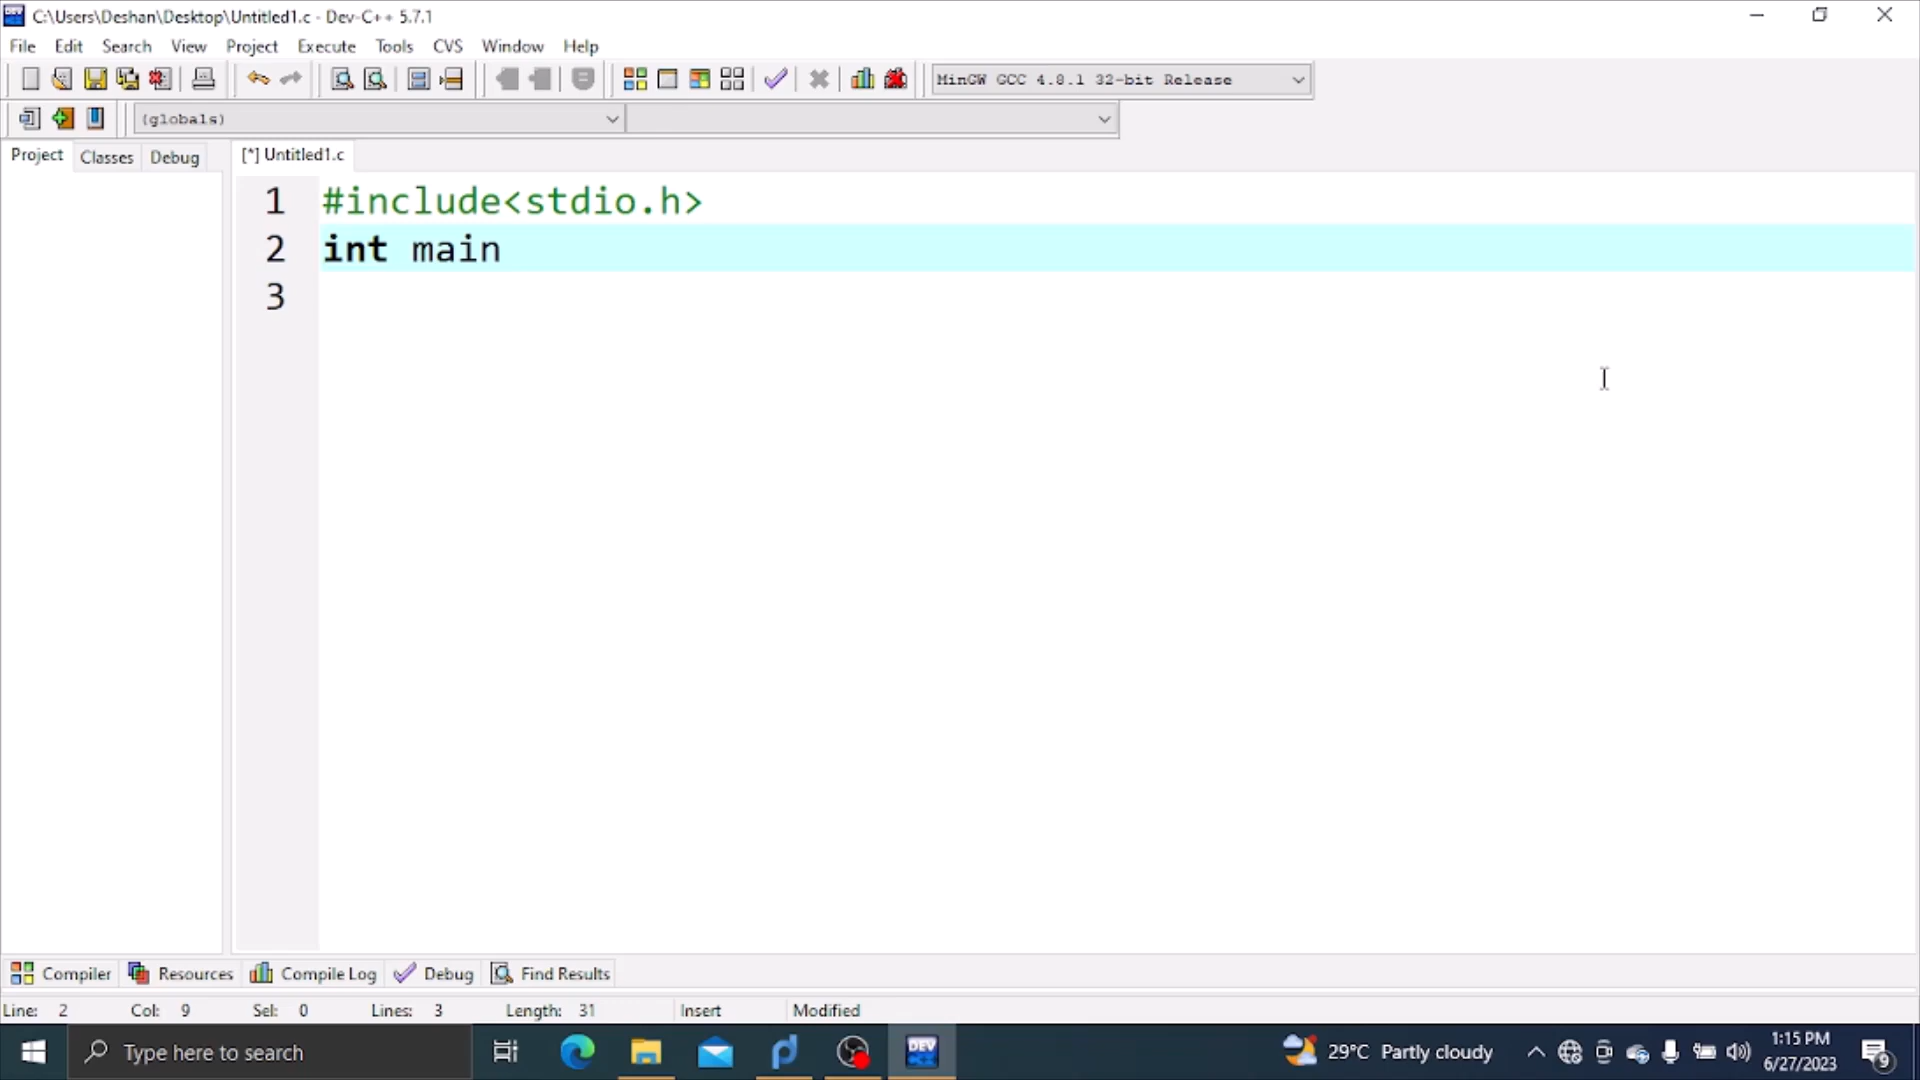 C:\Users\Deshan\Desktop\Untitled1.c - Dev-C++ 5.7.1
File Edit Search View Project Execute Tools CVS Window Help
MinGW GCC 4.8.1 32-bit Release
(globals)
Project Classes Debug [*] Untitled1.c
1 #include<stdio.h>
2 int main
3
Compiler Resources Compile Log Debug Find Results
Line: 2 Col: 9 Sel: 0 Lines: 3 Length: 31 Insert Modified
Type here to search DEV 29°C Partly cloudy 1:15 PM
6/27/2023 9